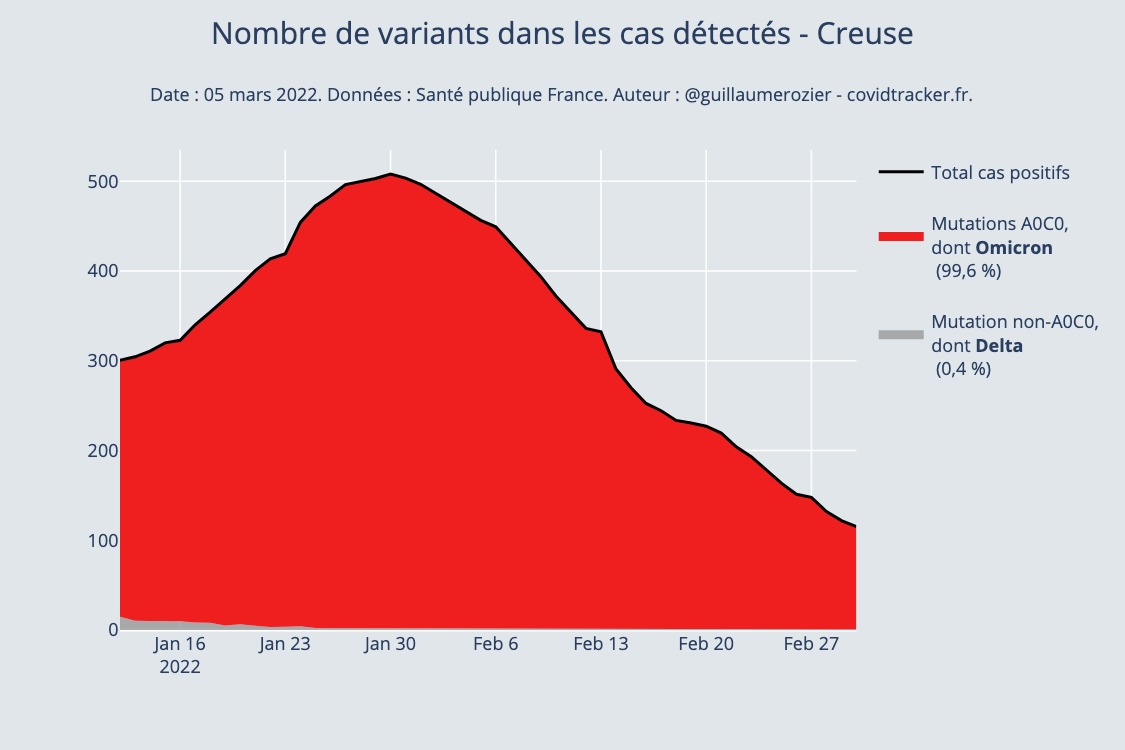 Nombre de variants dans les cas détectés - Creuse
Date : 05 mars 2022. Données : Santé publique France. Auteur : @guillaumerozier - covidtracker.fr.
500
400
300
200
100
0
Jan 16
2022
Jan 23
Jan 30
Feb 6
Feb 13
Feb 20
Feb 27
Total cas positifs
Mutations A0C0,
dont Omicron
(99,6 %)
Mutation non-A0C0,
dont Delta
(0,4 %)